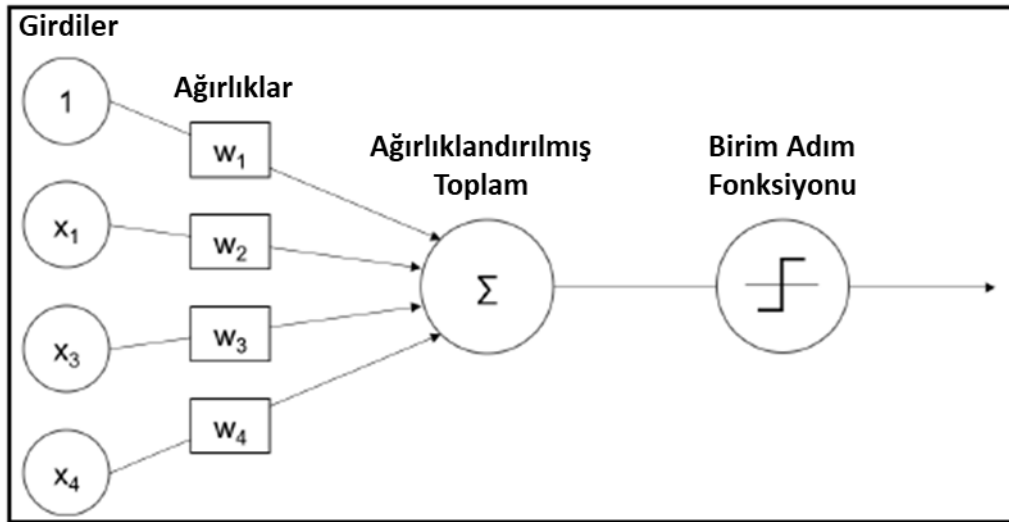 Girdiler
1
Ağırlıklar
w₁
Ağırlıklandırılmış
Toplam
Birim Adım
Fonksiyonu
x₁
w₂
Σ
x₃
w₃
x₄
w₄